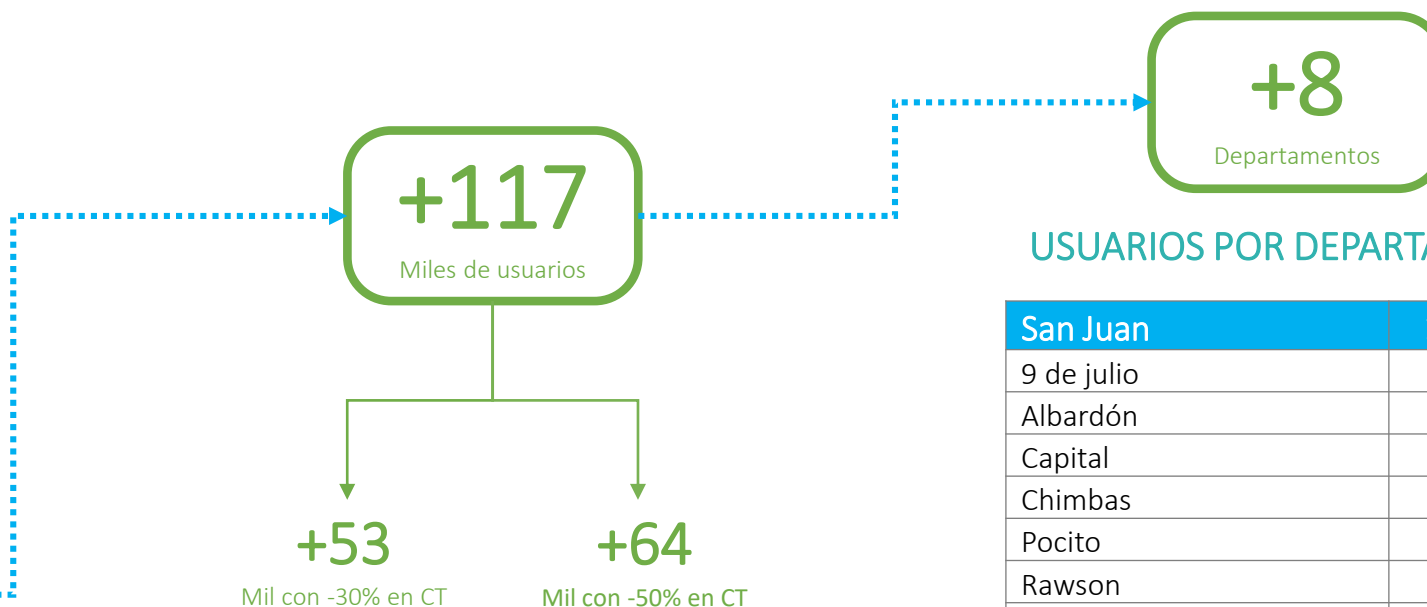 +8
Departamentos
+117
Miles de usuarios
USUARIOS POR
San Juan
9 de julio
Albardón
Capital
Chimbas
Pocito
Rawson
+53
Mil con -30% en CT
+64
Mil con -50% en CT